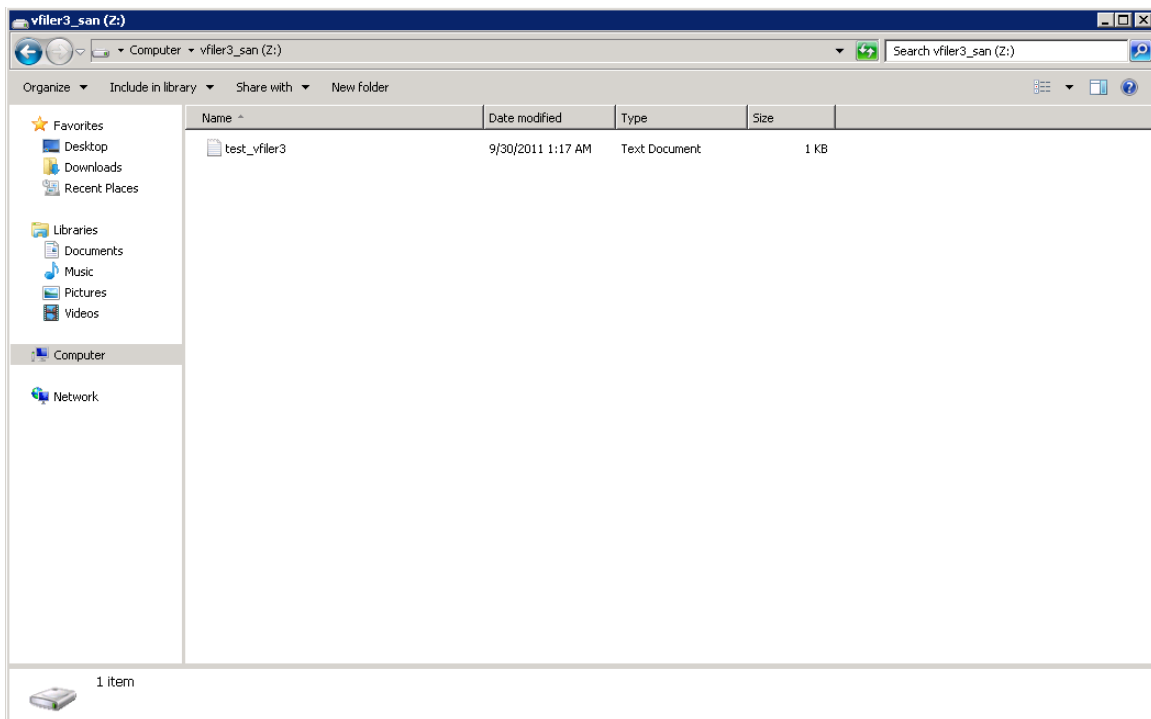 vfiler3_san (Z:)
Computer vfiler3_san (Z:) Search vfiler3_san (Z:)
Organize Include in library Share with New folder
Name Date modified Type Size
test_vfiler3 9/30/2011 1:17 AM Text Document 1 KB
Favorites
Desktop
Downloads
Recent Places
Libraries
Documents
Music
Pictures
Videos
Computer
Network
1 item